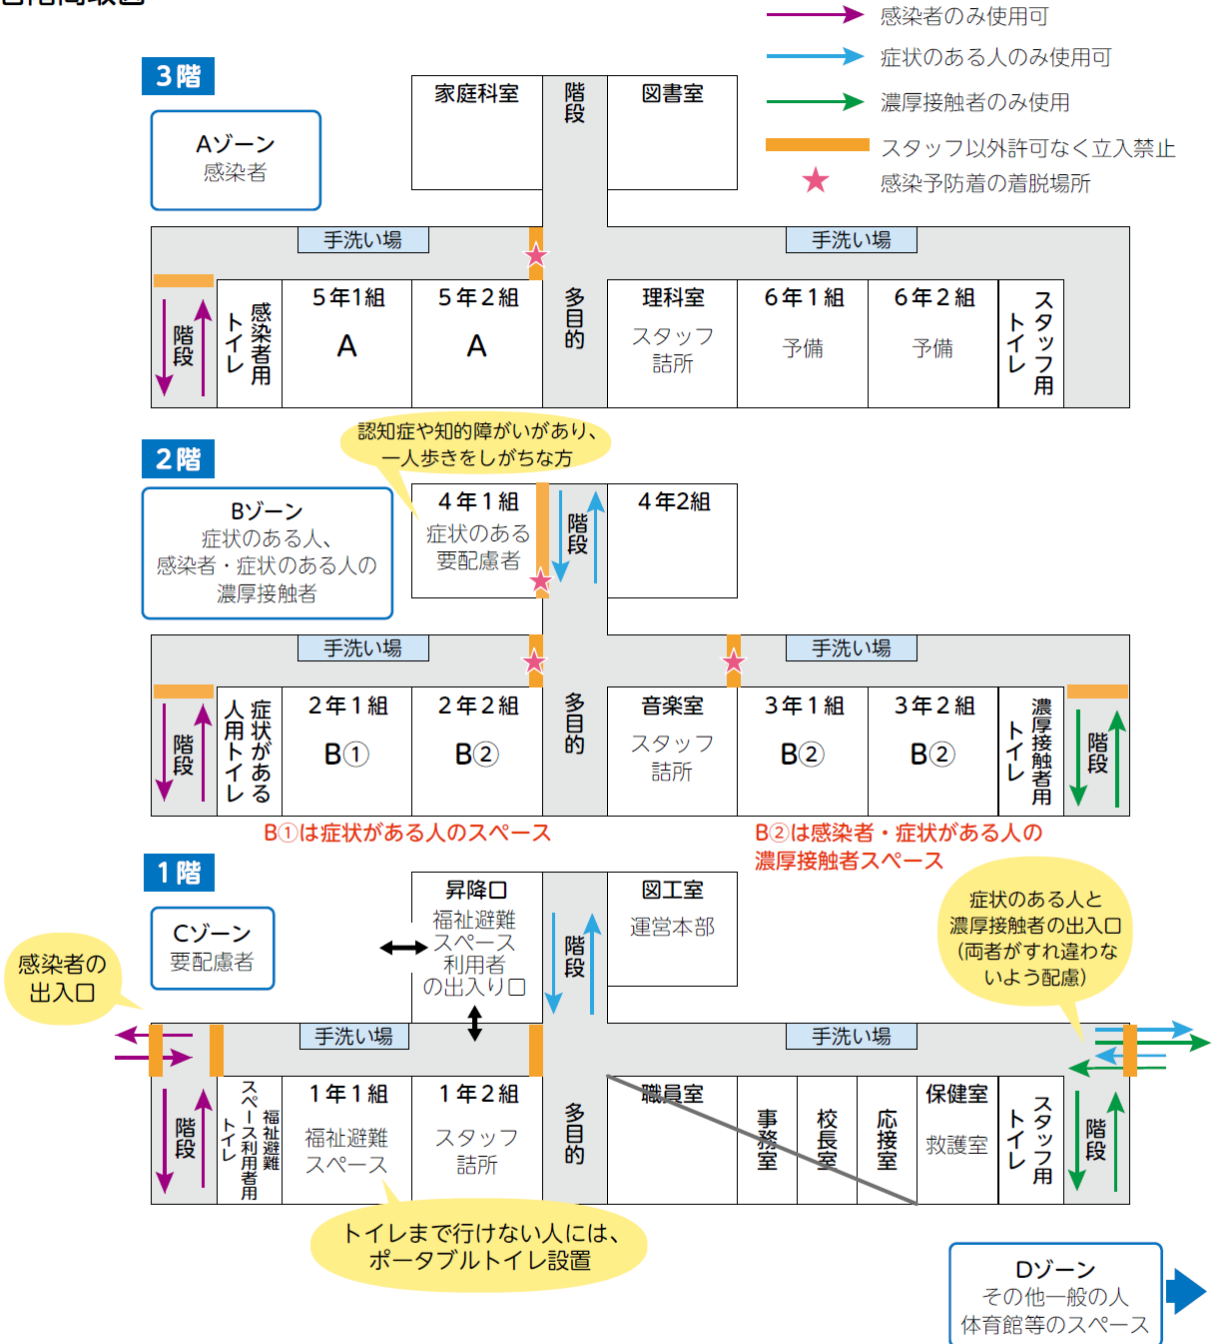 感染者のみ使用可
症状のある人のみ使用可
濃厚接触者のみ使用
スタッフ以外許可なく立入禁止
感染予防着の着脱場所
3階
Aゾーン
感染者
家庭科室
階段
図書室
手洗い場
手洗い場
階段
感染者用
トイレ
5年1組
A
5年2組
A
多目的
理科室
スタッフ
詰所
6年1組
予備
6年2組
予備
スタッフ用
トイレ
認知症や知的障がいがあり、
一人歩きをしがちな方
2階
Bゾーン
症状のある人、
感染者・症状のある人の
濃厚接触者
4年1組
症状のある
要配慮者
階段
4年2組
手洗い場
手洗い場
階段
症状がある
人用トイレ
2年1組
B①
2年2組
B②
多目的
音楽室
スタッフ
詰所
3年1組
B②
3年2組
B②
濃厚接触者用
トイレ
階段
B①は症状がある人のスペース
B②は感染者・症状がある人の
濃厚接触者スペース
1階
Cゾーン
要配慮者
感染者の
出入口
昇降口
福祉避難
スペース
利用者
の出入り口
階段
図工室
運営本部
症状のある人と
濃厚接触者の出入口
(両者がすれ違わな
いよう配慮)
手洗い場
手洗い場
階段
福祉避難
スペース利用者用
トイレ
1年1組
福祉避難
スペース
1年2組
スタッフ
詰所
多目的
職員室
事務室
校長室
応接室
保健室
救護室
スタッフ用
トイレ
階段
トイレまで行けない人には、
ポータブルトイレ設置
Dゾーン
その他一般の人
体育館等のスペース